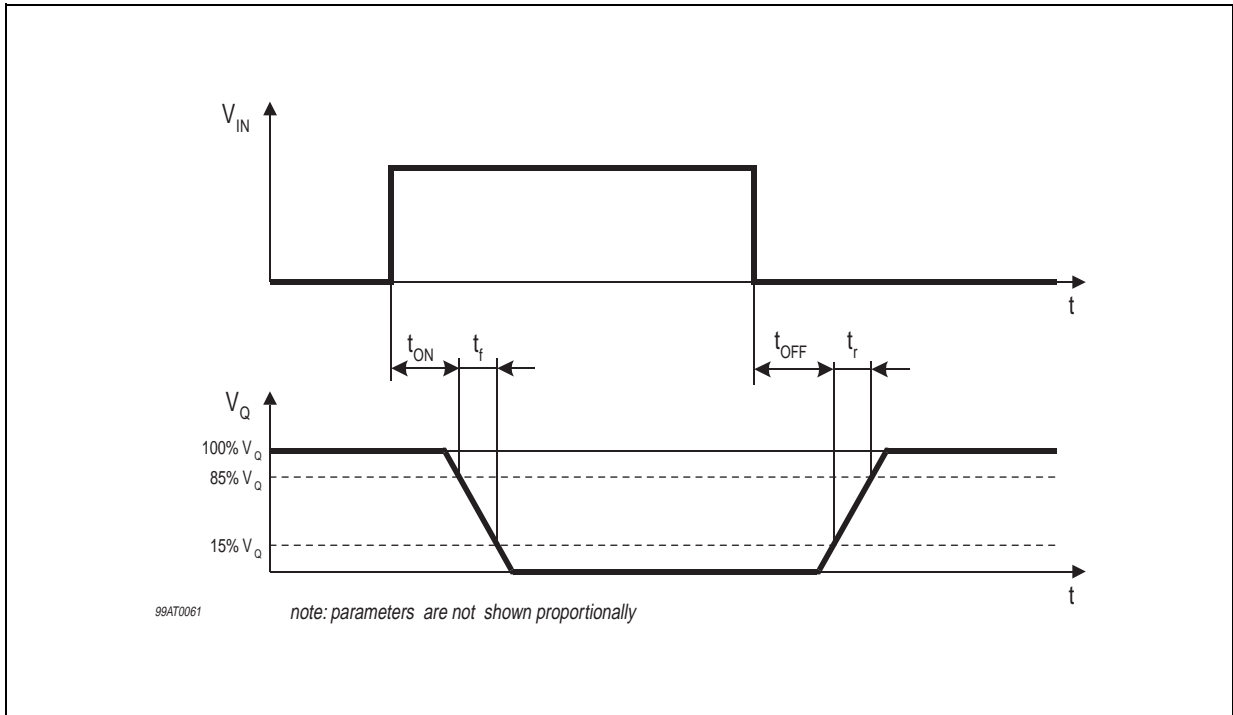 V_IN
t
t_ON t_f t_OFF t_r
V_Q
100% V_Q
85% V_Q
15% V_Q
t
99AT0061 note: parameters are not shown proportionally